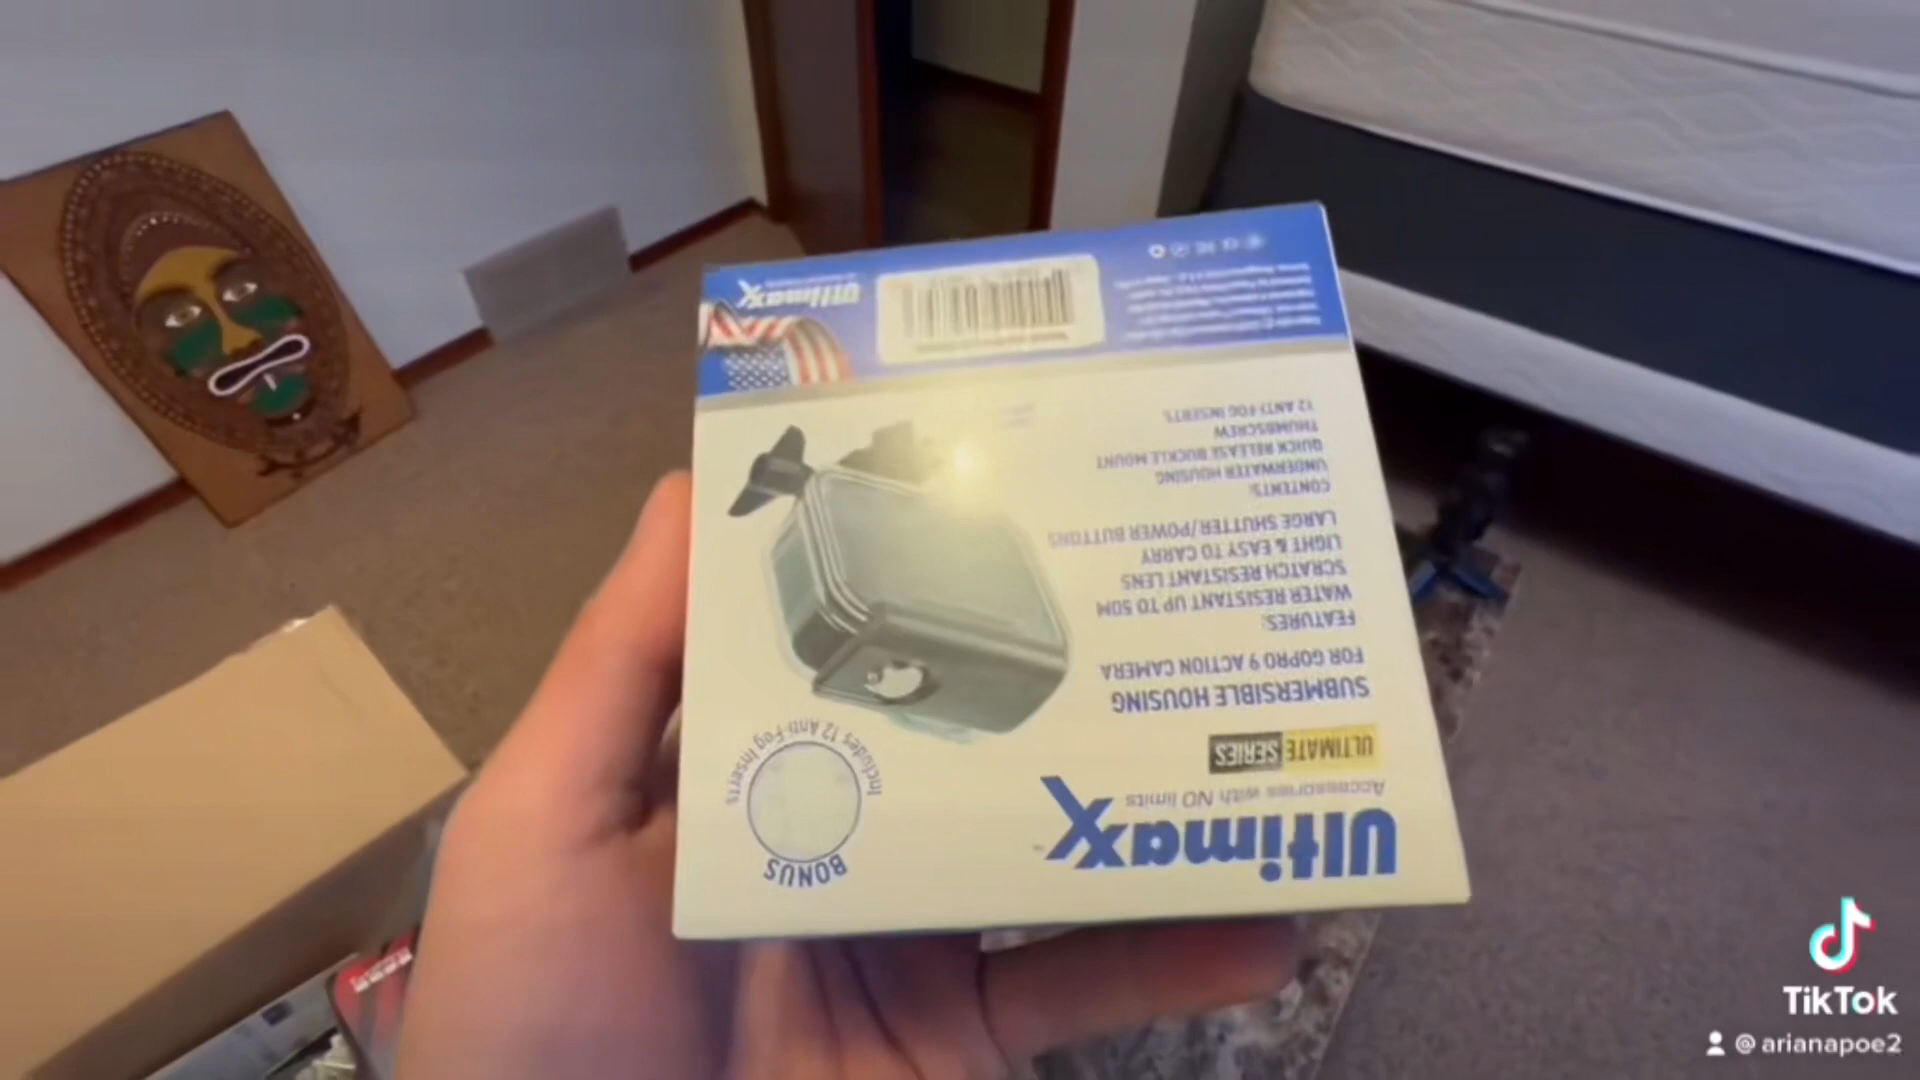 Ultimaxx
Accessories with NO limits
ULTIMATE SERIES
SUBMERSIBLE HOUSING
FOR GOPRO 9 ACTION CAMERA
FEATURES:
WATER RESISTANT UP TO 50M
SCRATCH RESISTANT LENS
LIGHT & EASY TO CARRY
LARGE SHUTTER/POWER BUTTONS
CONTENTS:
UNDERWATER HOUSING
QUICK RELEASE BUCKLE MOUNT
THUMBSCREW
12 ANTI-FOG INSERTS
BONUS
Includes 12 Anti-Fog Inserts
Ultimaxx
TikTok
@arianapoe2